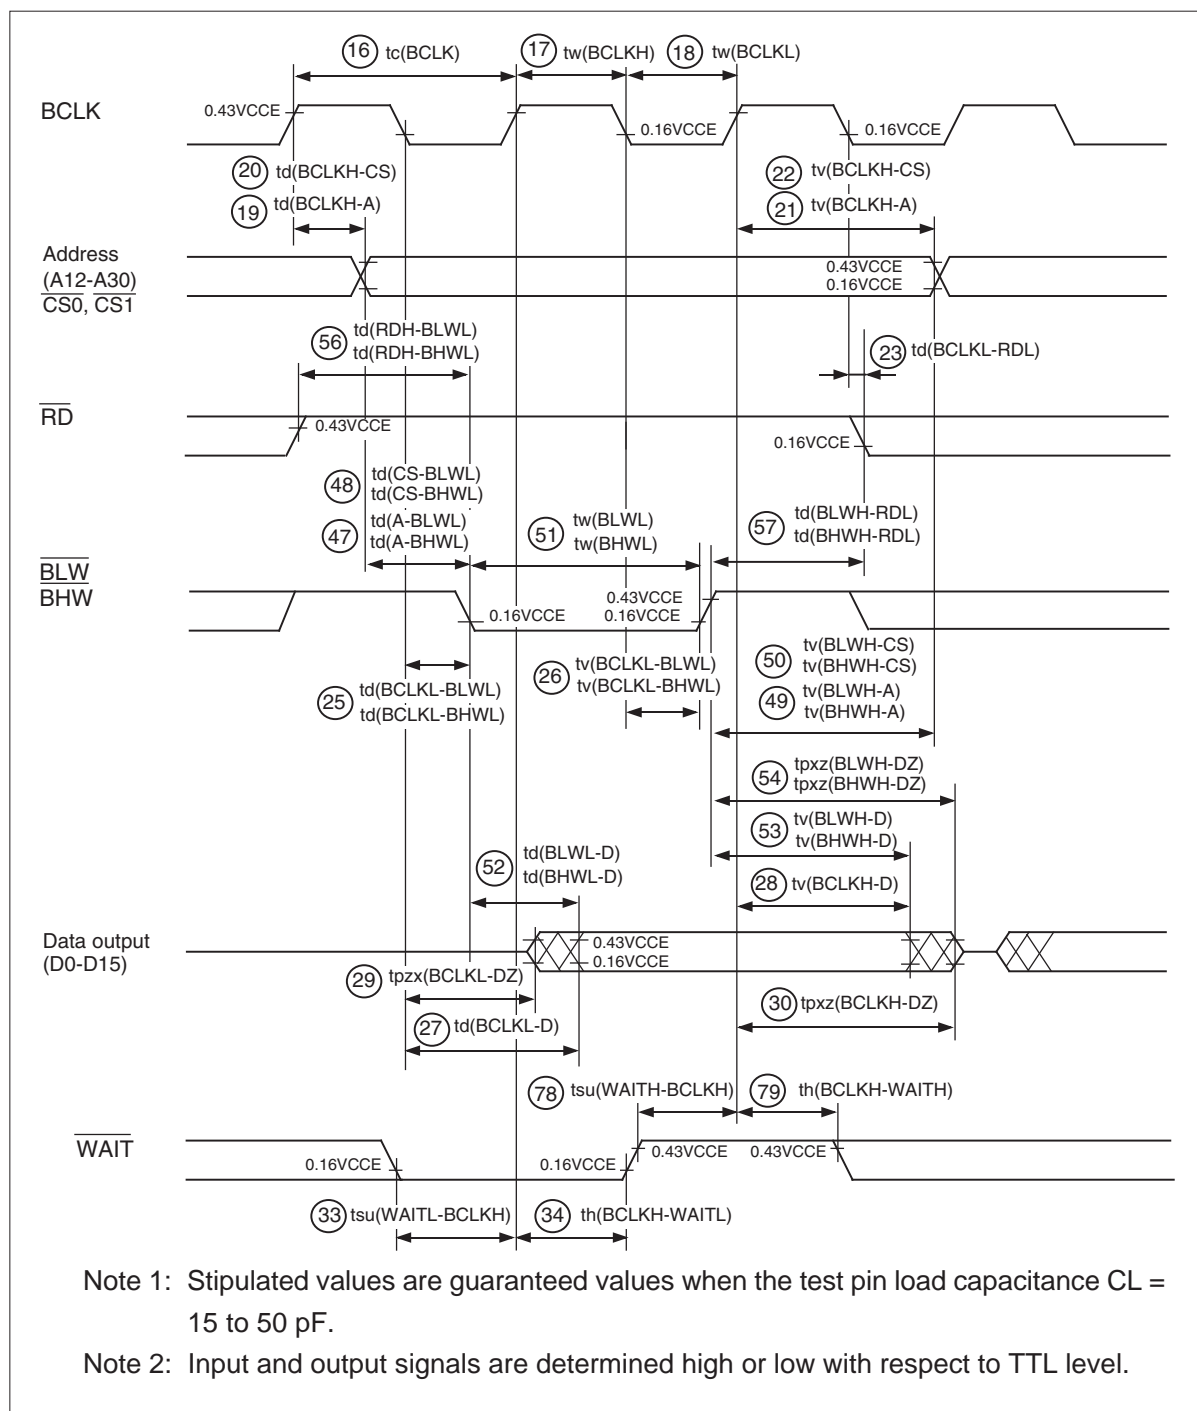 16 tc(BCLK) 17 tw(BCLKH) 18 tw(BCLKL)
BCLK 0.43VCCE 0.16VCCE 0.16VCCE
20 td(BCLKH-CS) 22 tv(BCLKH-CS)
19 td(BCLKH-A) 21 tv(BCLKH-A)
Address
(A12-A30)
CS0, CS1
0.43VCCE
0.16VCCE
56 td(RDH-BLWL)
td(RDH-BHWL)
23 td(BCLKL-RDL)
RD 0.43VCCE 0.16VCCE
48 td(CS-BLWL)
td(CS-BHWL)
47 td(A-BLWL)
td(A-BHWL)
51 tw(BLWL)
tw(BHWL)
57 td(BLWH-RDL)
td(BHWH-RDL)
BLW
BHW
0.16VCCE
0.43VCCE
0.16VCCE
25 td(BCLKL-BLWL)
td(BCLKL-BHWL)
26 tv(BCLKL-BLWL)
tv(BCLKL-BHWL)
50 tv(BLWH-CS)
tv(BHWH-CS)
49 tv(BLWH-A)
tv(BHWH-A)
54 tpxz(BLWH-DZ)
tpxz(BHWH-DZ)
53 tv(BLWH-D)
tv(BHWH-D)
52 td(BLWL-D)
td(BHWL-D)
28 tv(BCLKH-D)
Data output
(D0-D15)
0.43VCCE
0.16VCCE
29 tpzx(BCLKL-DZ)
27 td(BCLKL-D)
30 tpxz(BCLKH-DZ)
78 tsu(WAITH-BCLKH) 79 th(BCLKH-WAITH)
WAIT 0.16VCCE 0.16VCCE 0.43VCCE 0.43VCCE
33 tsu(WAITL-BCLKH) 34 th(BCLKH-WAITL)
Note 1: Stipulated values are guaranteed values when the test pin load capacitance CL =
15 to 50 pF.
Note 2: Input and output signals are determined high or low with respect to TTL level.